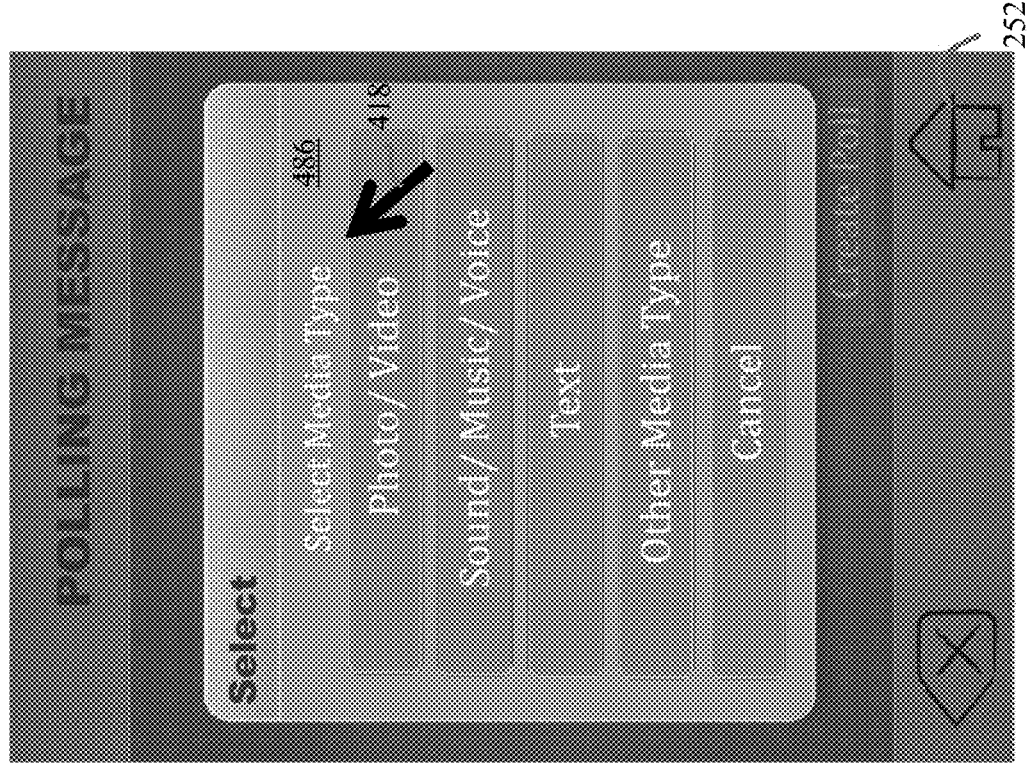 POLLING MESSAGE
Select
486
Select Media Type
418
Photo/ Video
Sound/ Music/ Voice
Text
Other Media Type
Cancel
252